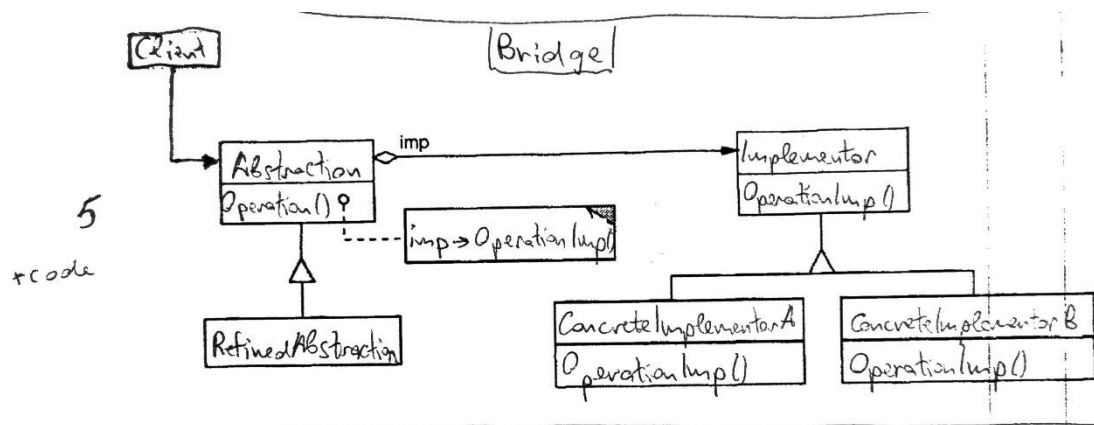 Client
Bridge
imp
Abstraction
Implementor
Operation()
OperationImp()
5
imp→OperationImp()
+code
RefinedAbstraction
ConcreteImplementorA
ConcreteImplementorB
OperationImp()
OperationImp()